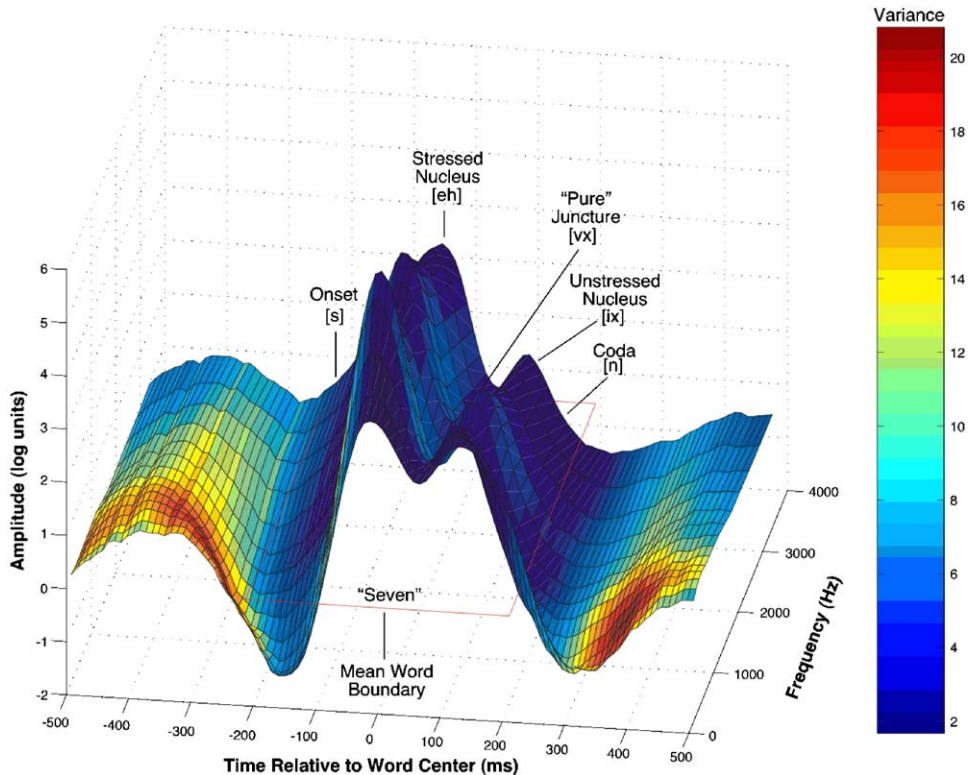 Variance
20
18
16
14
12
10
8
6
4
2
Stressed
Nucleus
[eh]
"Pure"
Juncture
[vx]
Onset
[s]
Unstressed
Nucleus
[ix]
Coda
[n]
Amplitude (log units)
6
5
4
3
2
1
0
-1
-2
"Seven"
Mean Word
Boundary
4000
3000
2000
1000
0
Frequency (Hz)
-500
-400
-300
-200
-100
0
100
200
300
400
500
Time Relative to Word Center (ms)